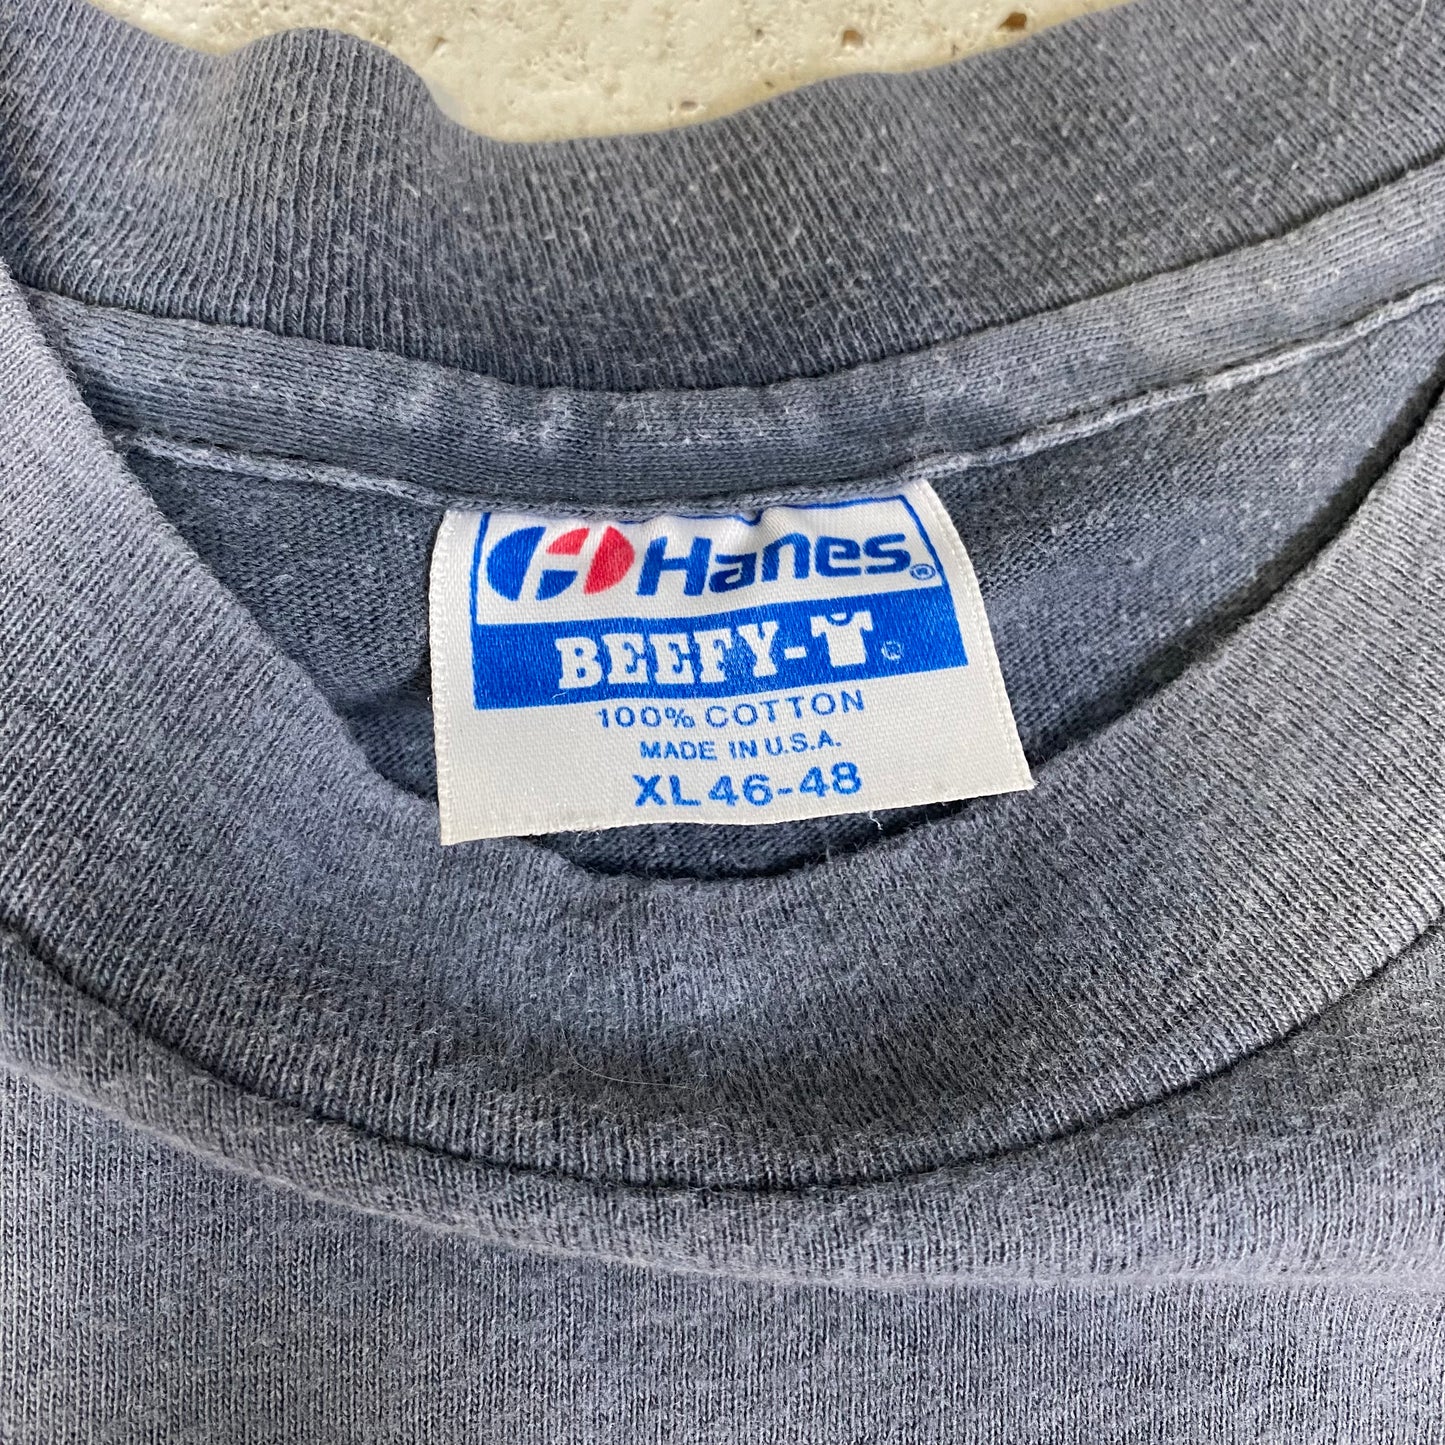 Hanes®
BEEFY-T®
100% COTTON
MADE IN U.S.A.
XL 46-48